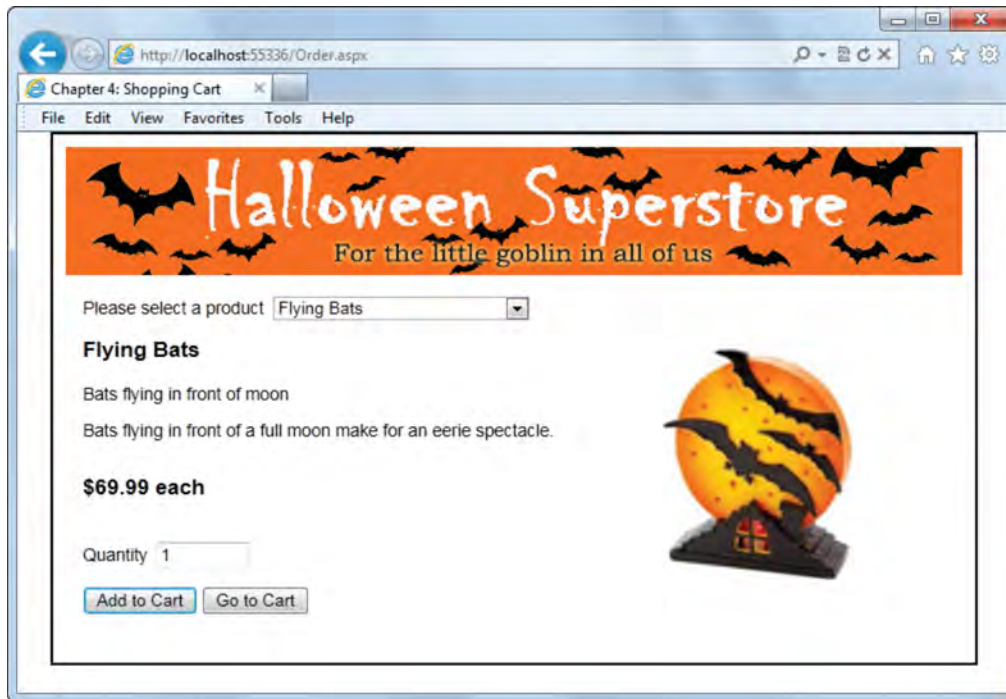 http://localhost:55336/Order.aspx
Chapter 4: Shopping Cart
File Edit View Favorites Tools Help
Halloween Superstore
For the little goblin in all of us
Please select a product Flying Bats
Flying Bats
Bats flying in front of moon
Bats flying in front of a full moon make for an eerie spectacle.
$69.99 each
Quantity 1
Add to Cart Go to Cart